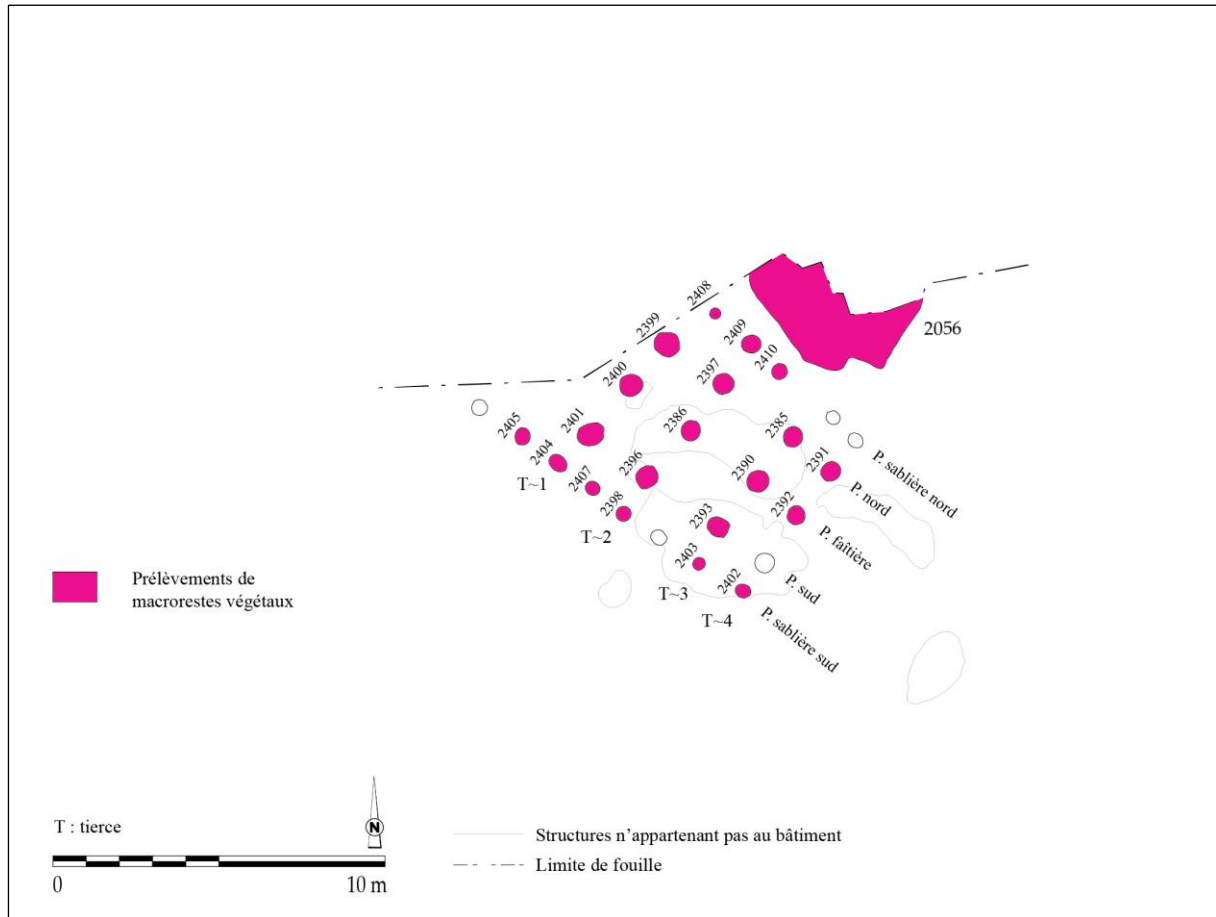 2408
2399
2409
2056
2410
2400
2397
2405
2401
2386
2385
2404
2396
2390
2391
P. sablière nord
T~1
2407
P. nord
2398
2392
T~2
2393
P. faîtière
2403
2402
P. sud
T~3
T~4
P. sablière sud
Prélèvements de
macrorestes végétaux
T : tierce
N
0
10 m
Structures n’appartenant pas au bâtiment
Limite de fouille